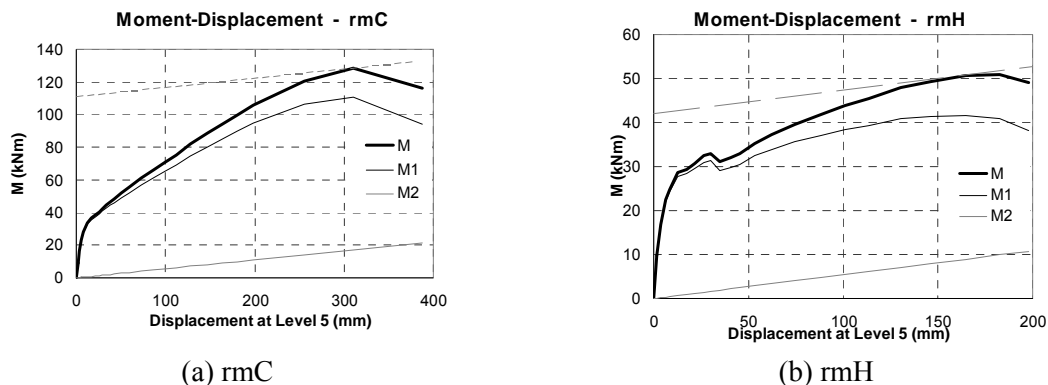 Moment-Displacement - rmC
140
120
100
80
60
40
20
0
M (kNm)
M
M1
M2
0 100 200 300 400
Displacement at Level 5 (mm)
(a) rmC
Moment-Displacement - rmH
60
50
40
30
20
10
0
M (kNm)
M
M1
M2
0 50 100 150 200
Displacement at Level 5 (mm)
(b) rmH